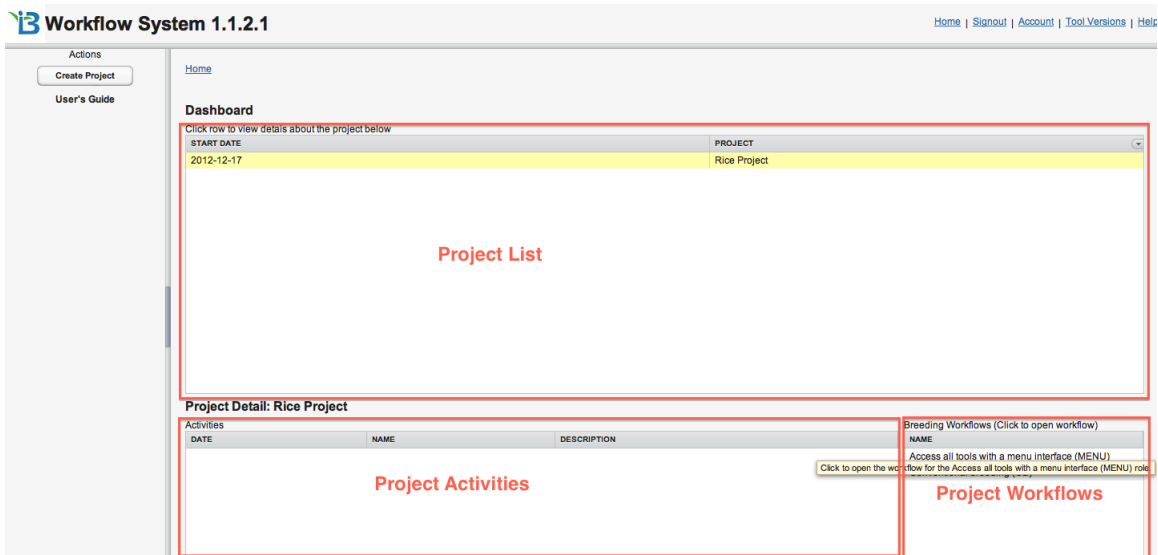 iB Workflow System 1.1.2.1
Home | Signout | Account | Tool Versions | Help
Actions
Create Project
User's Guide
Home
Dashboard
Click row to view detais about the project below
START DATE PROJECT
2012-12-17 Rice Project
Project List
Project Detail: Rice Project
Activities
DATE NAME DESCRIPTION
Project Activities
Breeding Workflows (Click to open workflow)
NAME
Access all tools with a menu interface (MENU)
Click to open the workflow for the Access all tools with a menu interface (MENU) role
Project Workflows